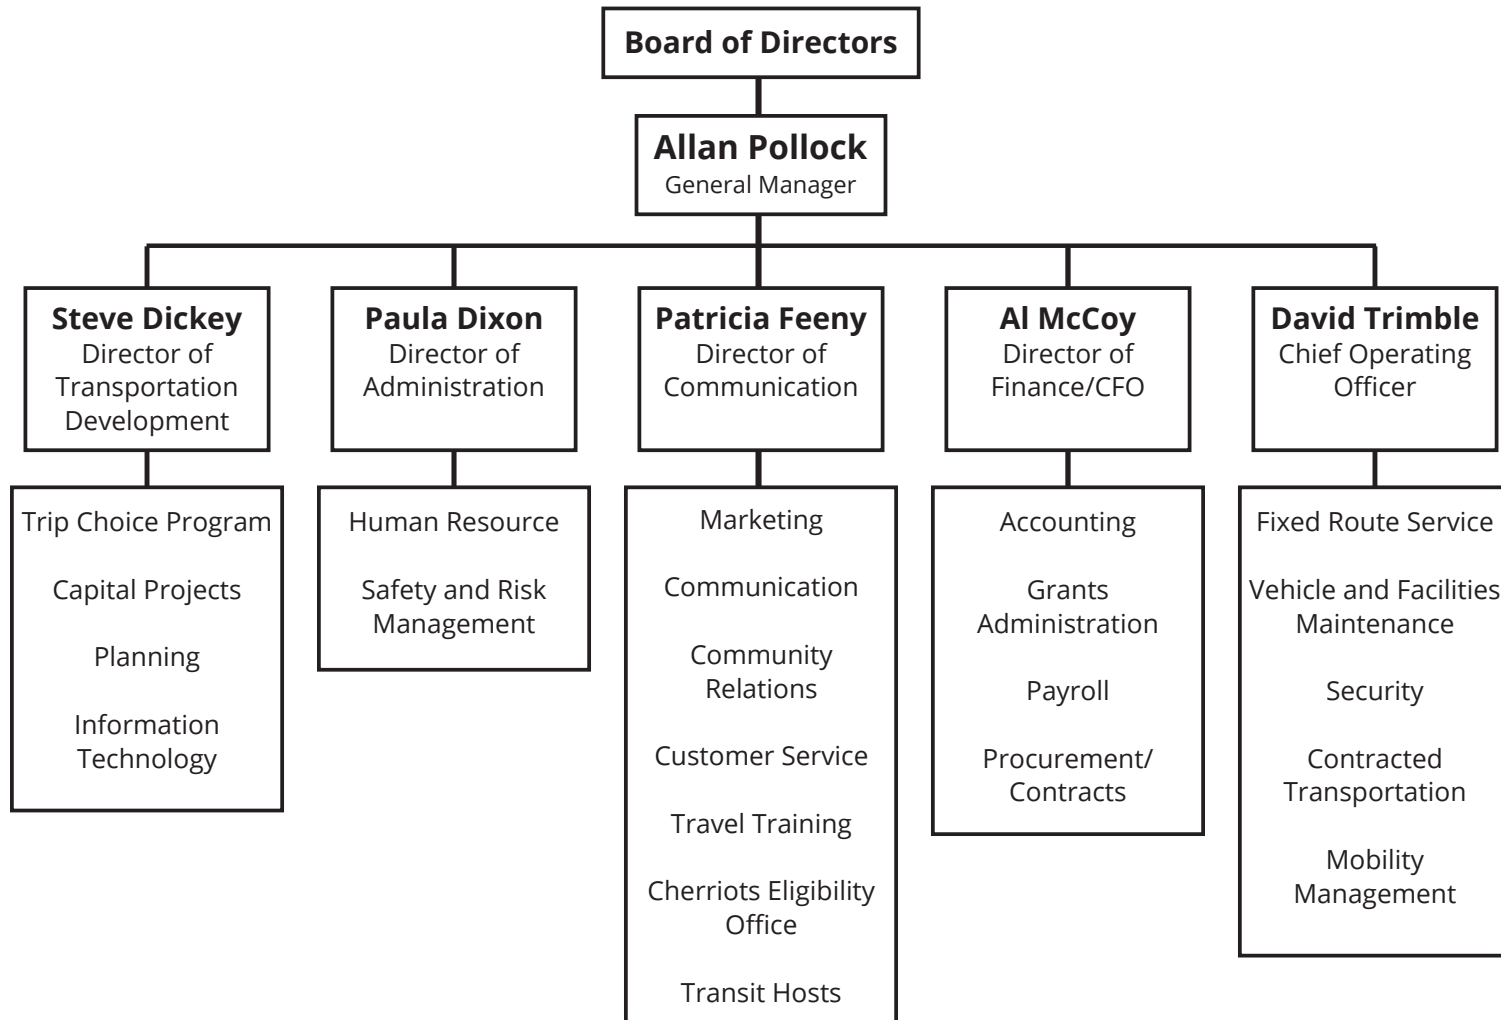 Board of Directors
Allan Pollock
General Manager
Steve Dickey
Director of
Transportation
Development
Paula Dixon
Director of
Administration
Patricia Feeny
Director of
Communication
Al McCoy
Director of
Finance/CFO
David Trimble
Chief Operating
Officer
Trip Choice Program
Capital Projects
Planning
Information
Technology
Human Resource
Safety and Risk
Management
Marketing
Communication
Community
Relations
Customer Service
Travel Training
Cherriots Eligibility
Office
Transit Hosts
Accounting
Grants
Administration
Payroll
Procurement/
Contracts
Fixed Route Service
Vehicle and Facilities
Maintenance
Security
Contracted
Transportation
Mobility
Management